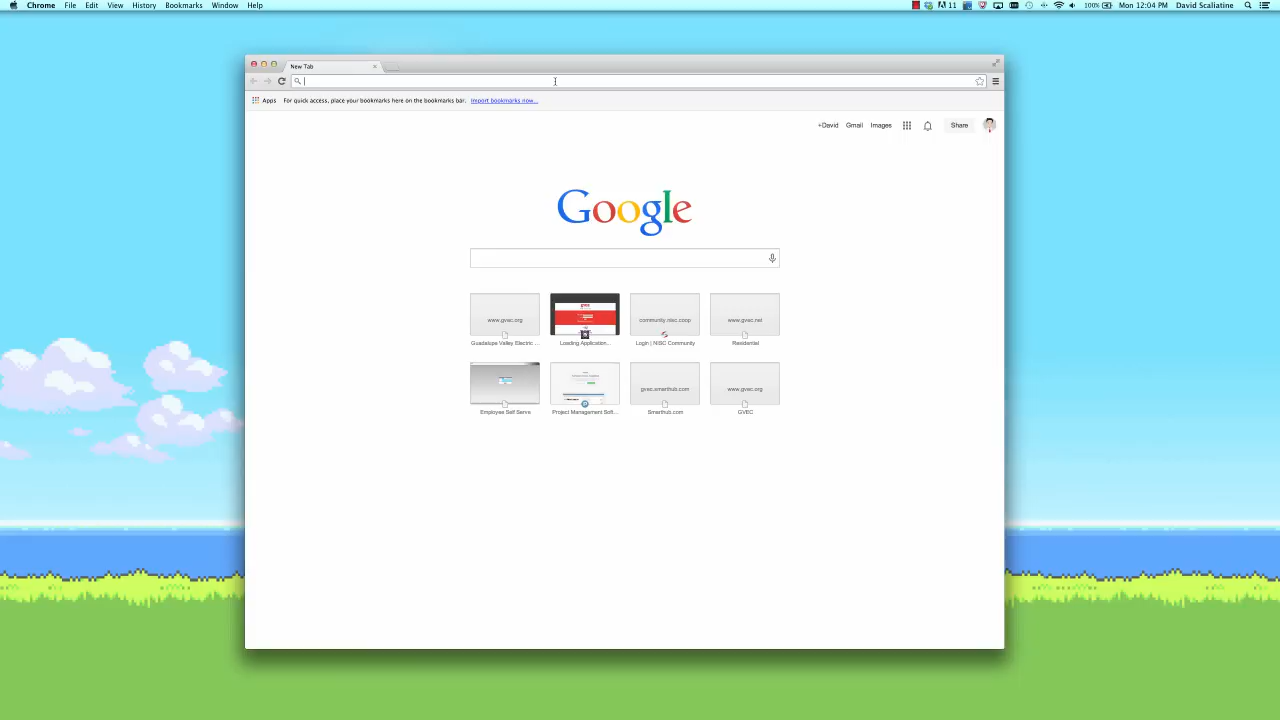 Chrome File Edit View History Bookmarks Window Help 11 100% Mon 12:04 PM David Scaliatine
New Tab
Apps For quick access, place your bookmarks here on the bookmarks bar. Import bookmarks now...
+David Gmail Images Share
Google
www.gvec.org community.nisc.coop www.gvec.net
Guadalupe Valley Electric ... Loading Application... Login | NISC Community Residential
gvec.smarthub.com www.gvec.org
Employee Self Serve Project Management Soft... Smarthub.com GVEC